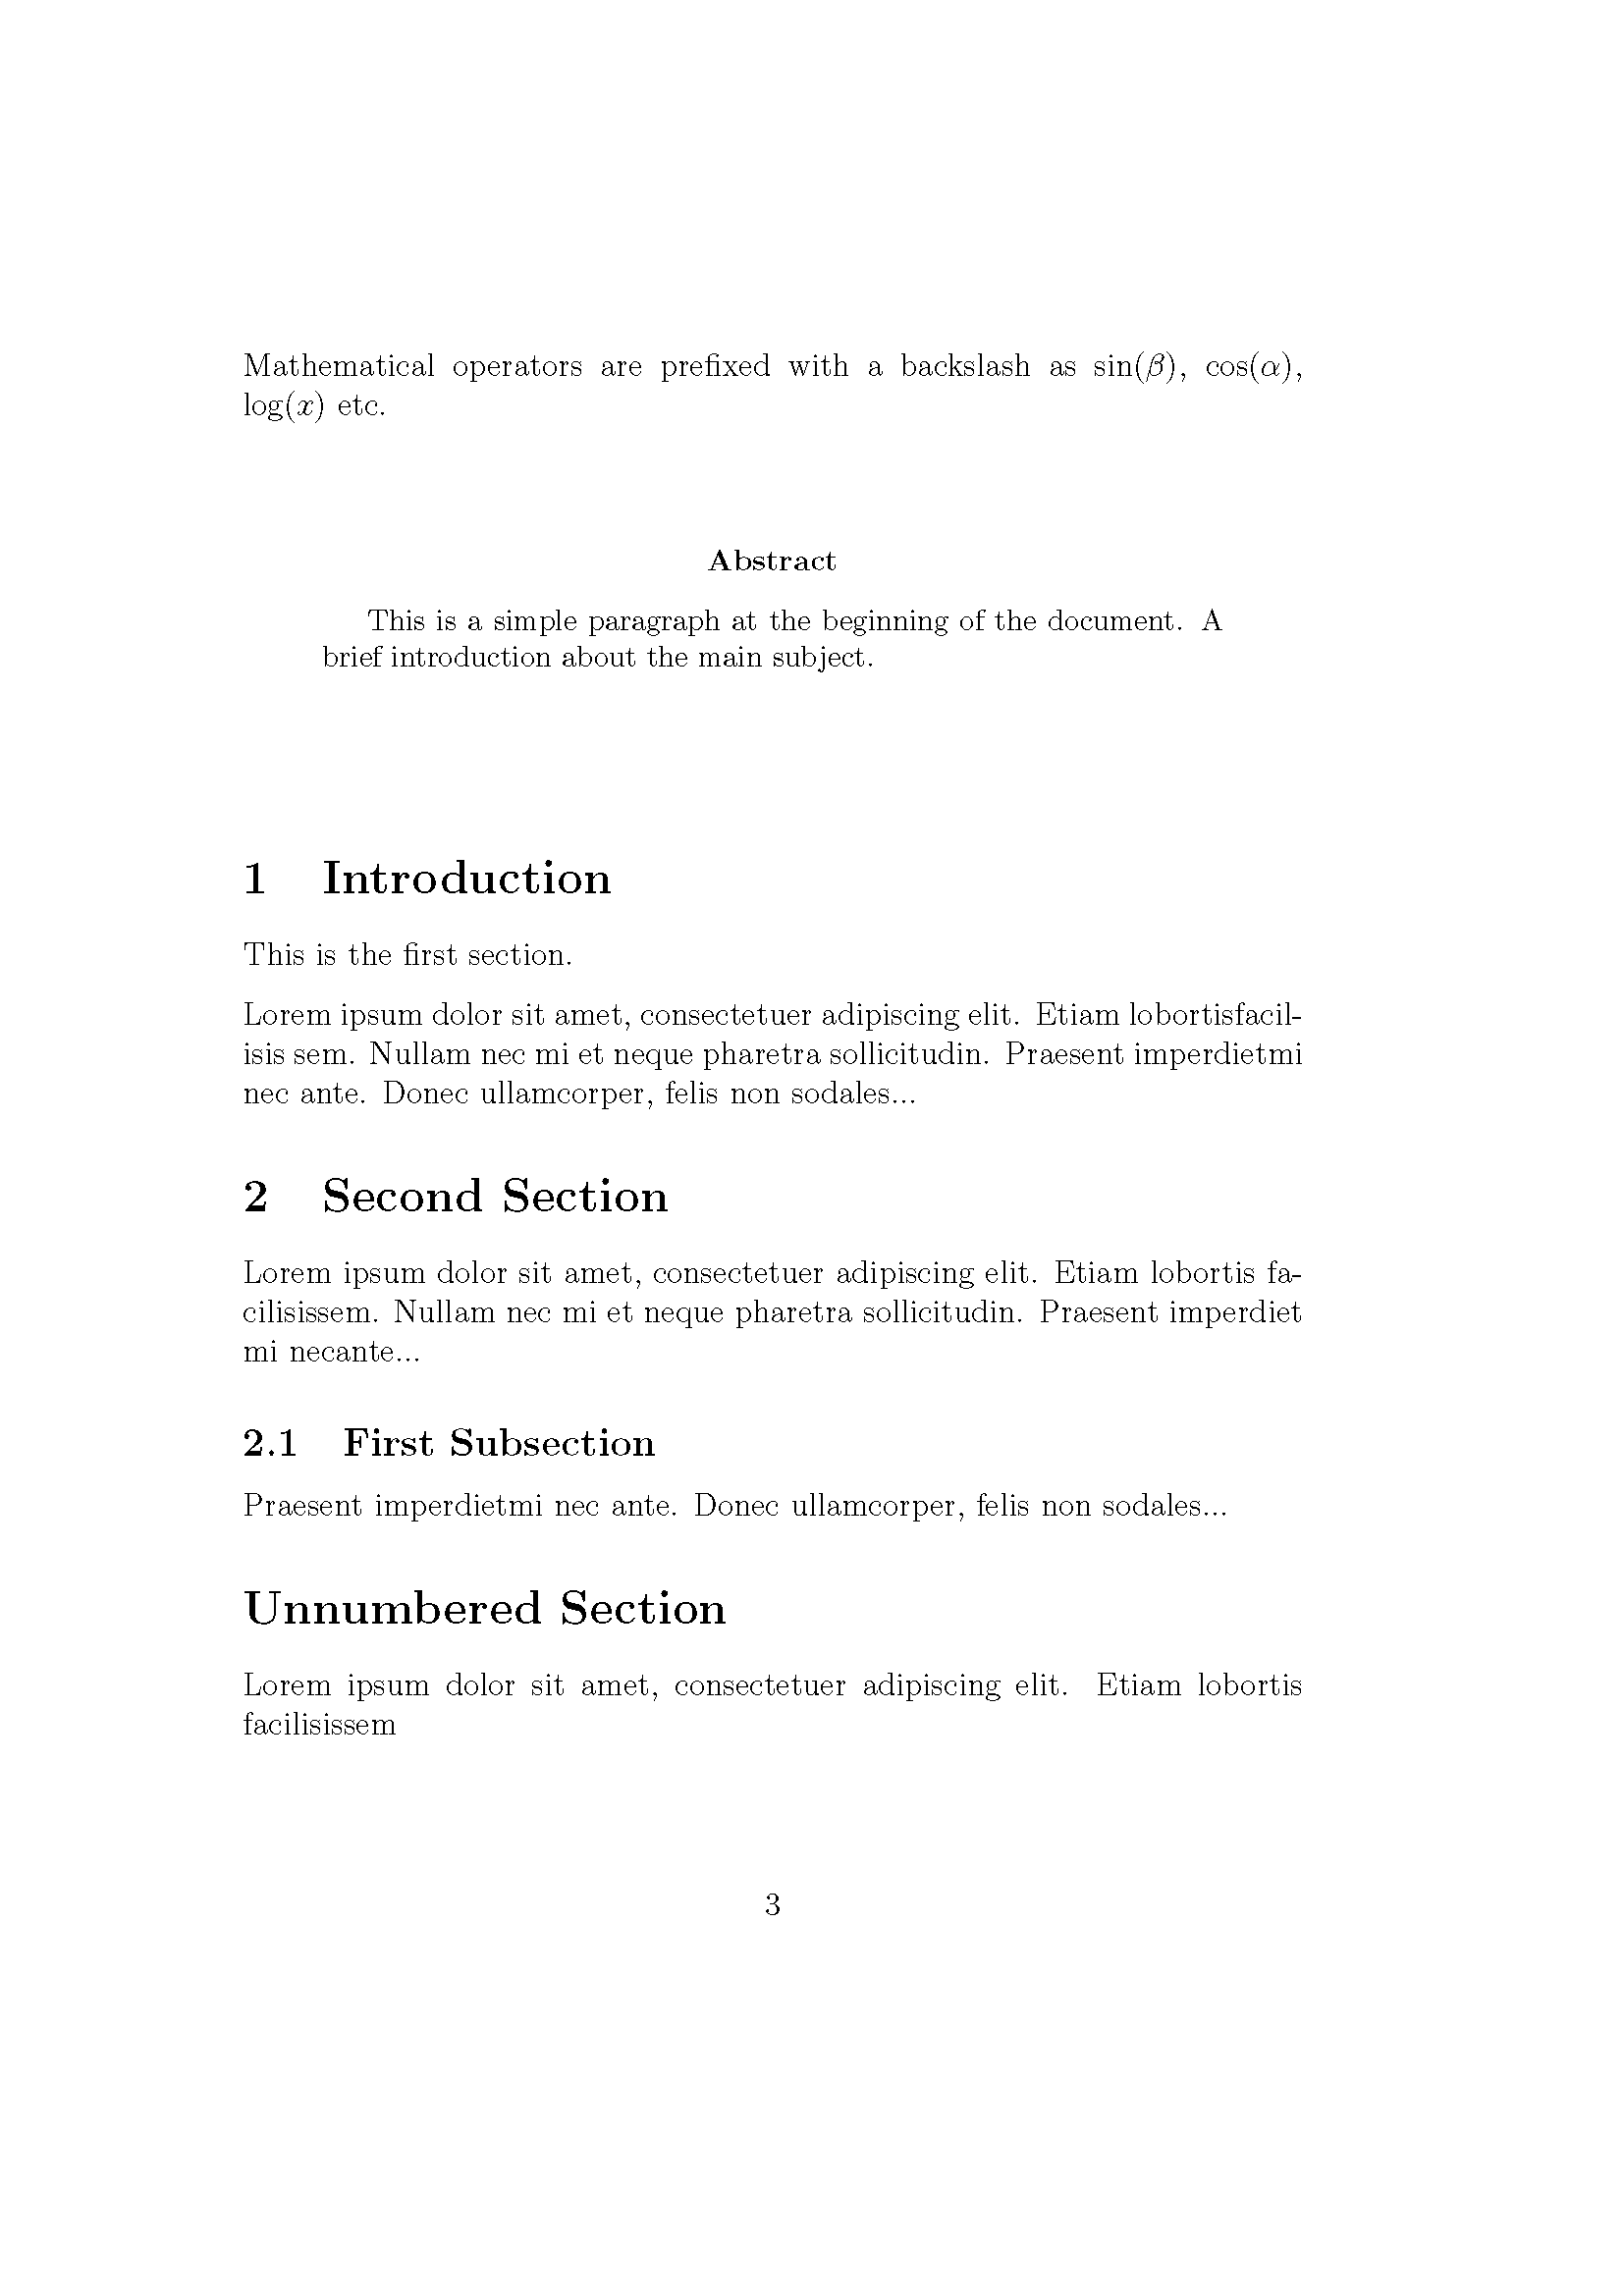 Mathematical operators are prefixed with a backslash as sin(β), cos(α),
log(x) etc.
Abstract
This is a simple paragraph at the beginning of the document. A
brief introduction about the main subject.
1 Introduction
This is the first section.
Lorem ipsum dolor sit amet, consectetuer adipiscing elit. Etiam lobortisfacil-
isis sem. Nullam nec mi et neque pharetra sollicitudin. Praesent imperdietmi
nec ante. Donec ullamcorper, felis non sodales...
2 Second Section
Lorem ipsum dolor sit amet, consectetuer adipiscing elit. Etiam lobortis fa-
cilisissem. Nullam nec mi et neque pharetra sollicitudin. Praesent imperdiet
mi necante...
2.1 First Subsection
Praesent imperdietmi nec ante. Donec ullamcorper, felis non sodales...
Unnumbered Section
Lorem ipsum dolor sit amet, consectetuer adipiscing elit. Etiam lobortis
facilisissem
3